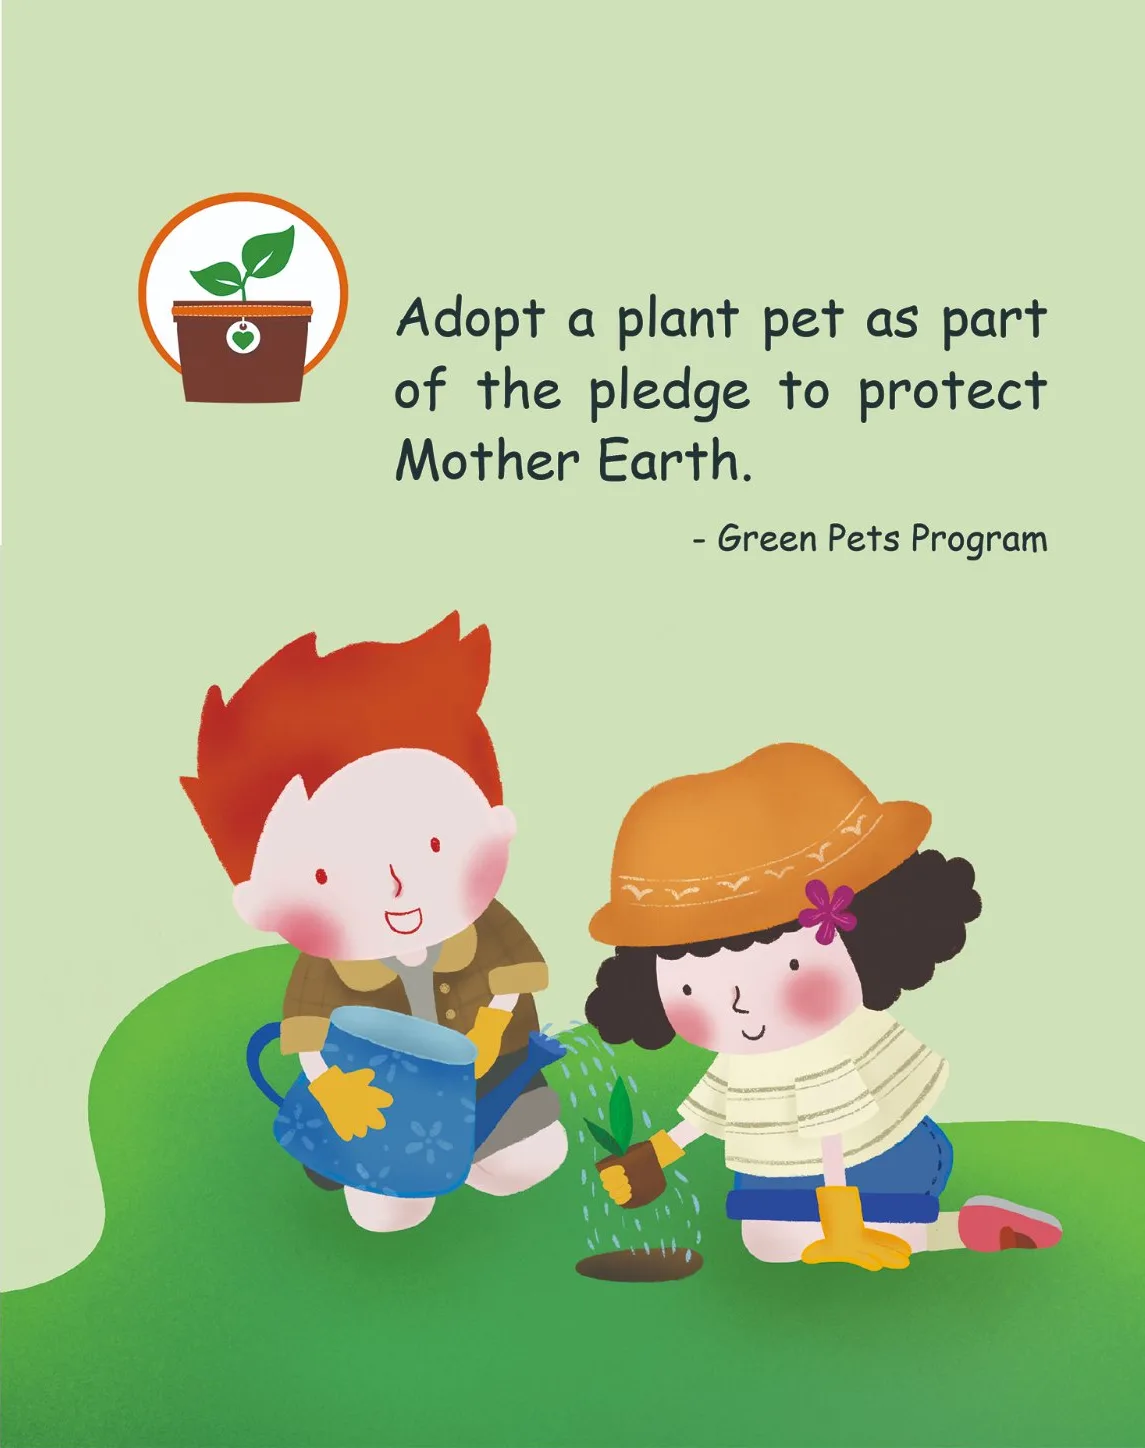 Adopt a plant pet as part
of the pledge to protect
Mother Earth.
- Green Pets Program